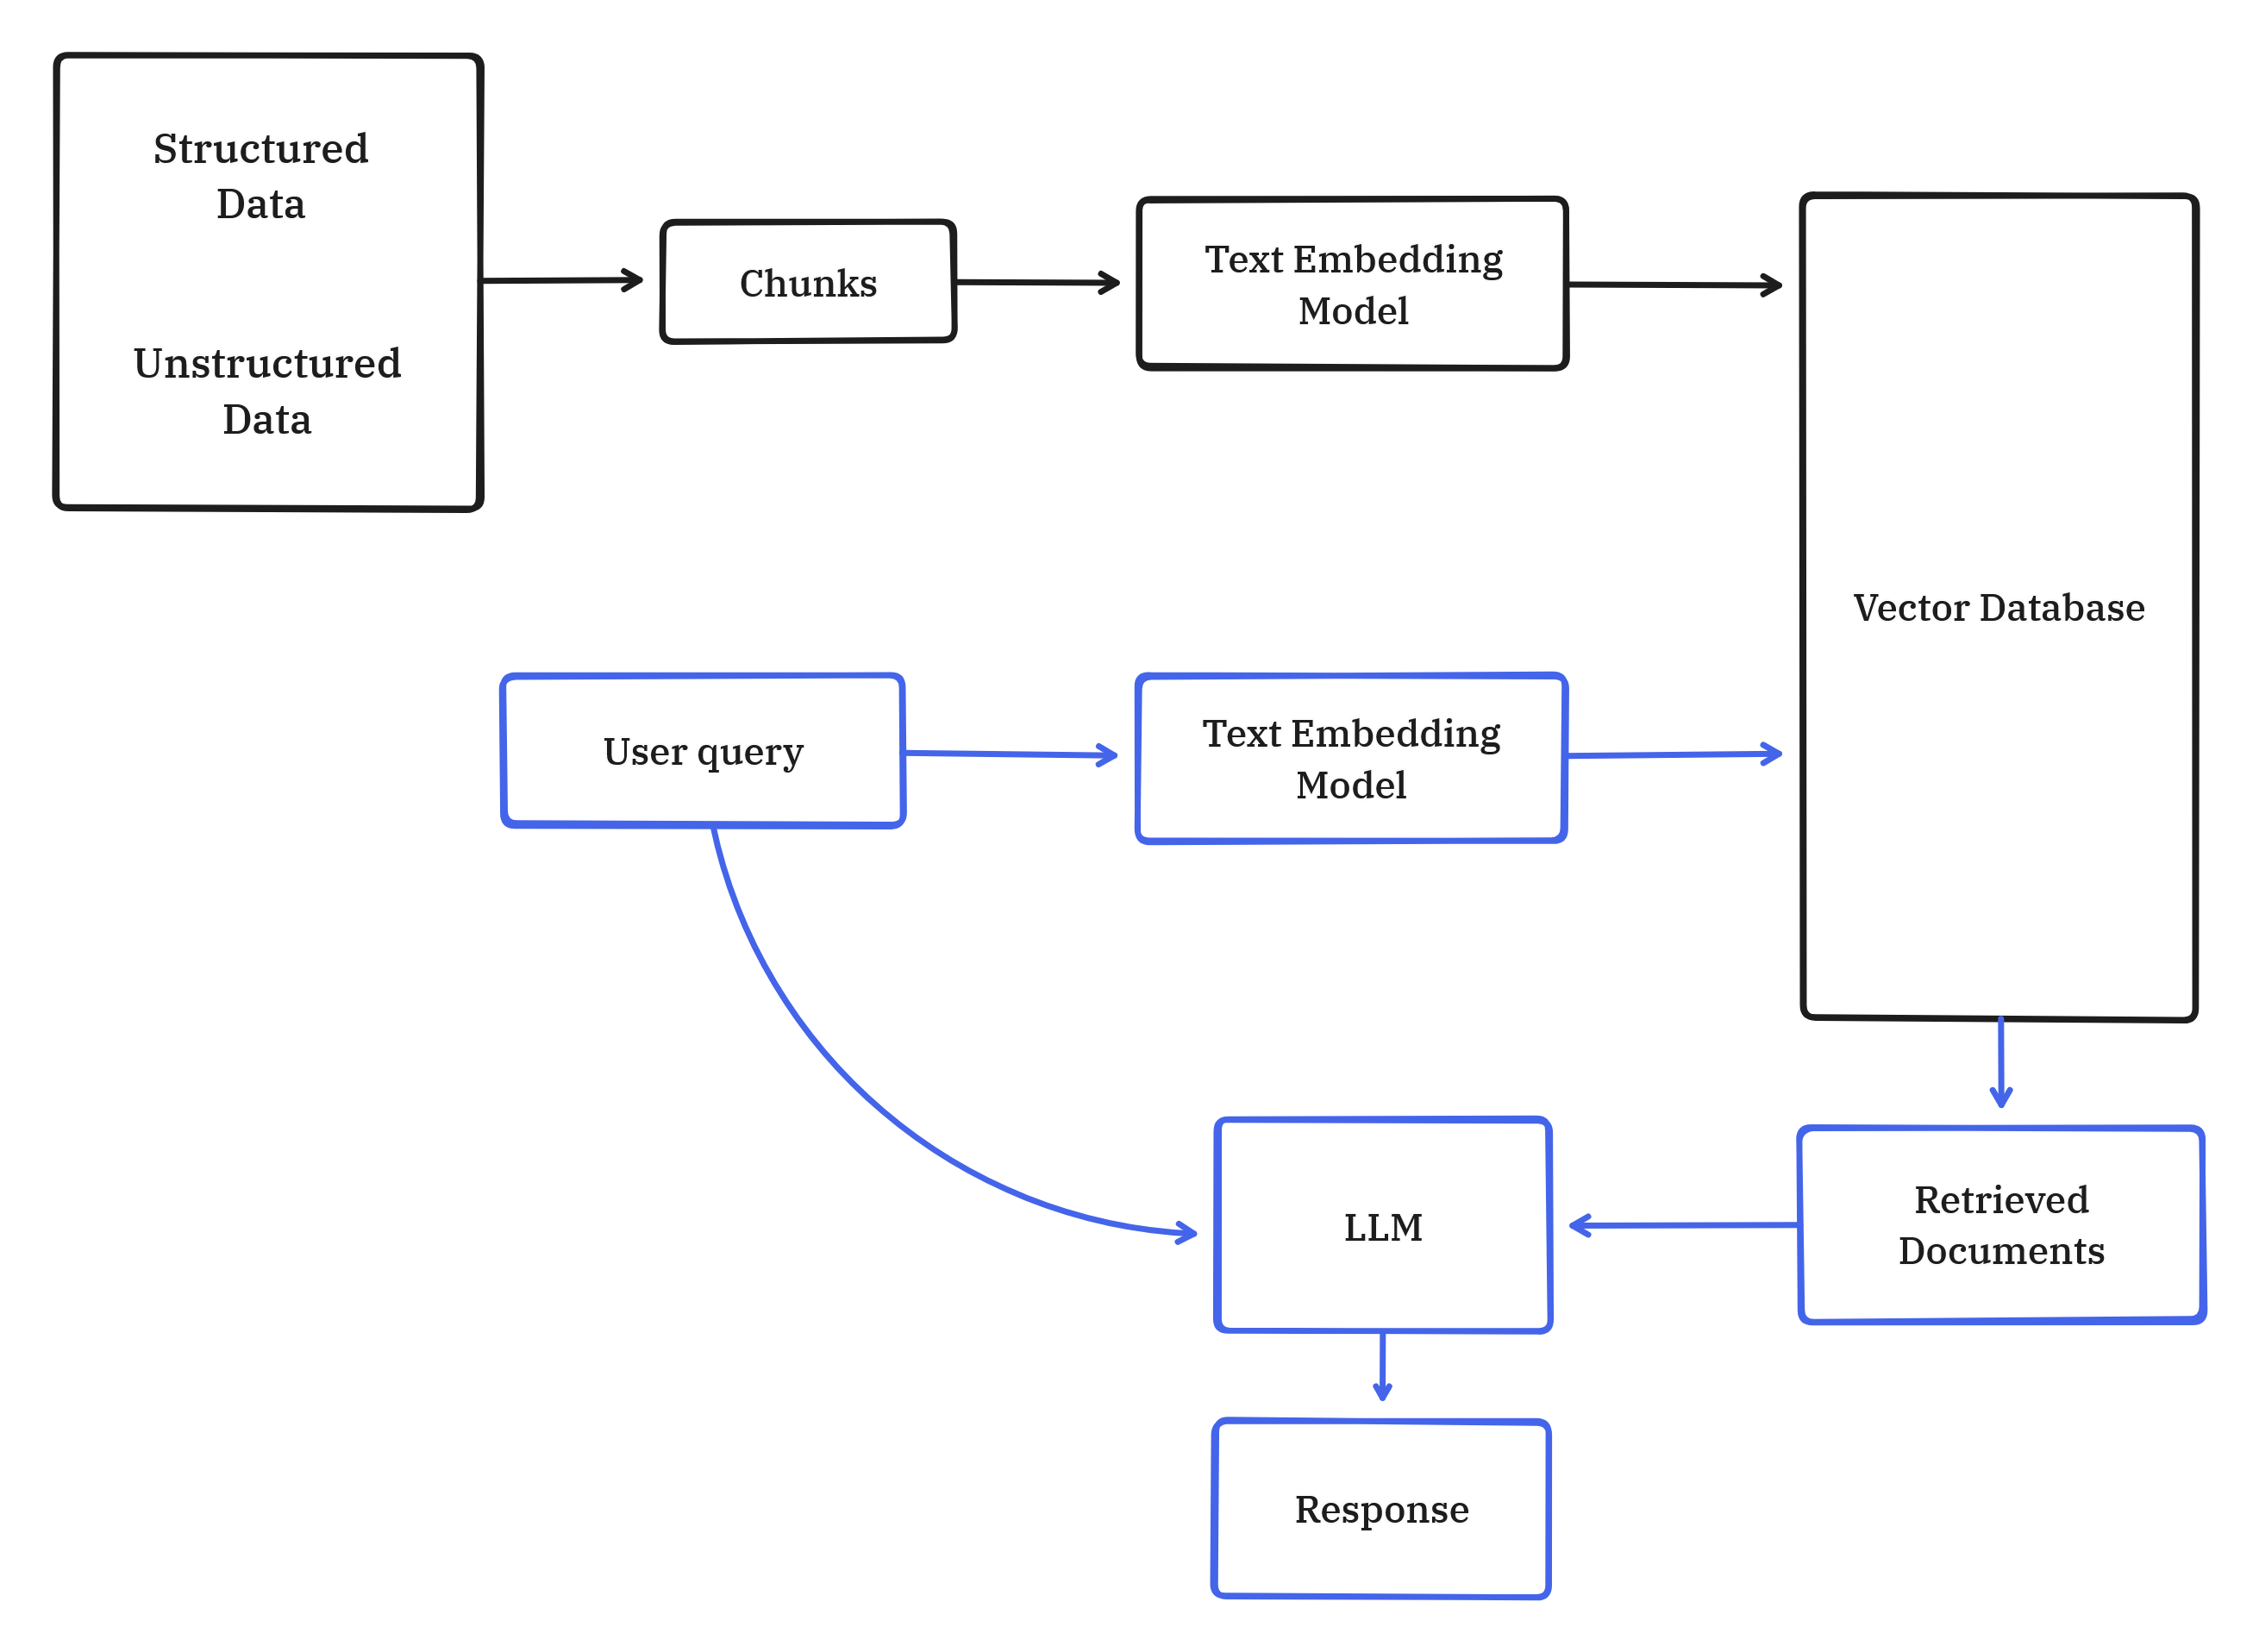 Structured
Data
Unstructured
Data
Chunks
Text Embedding
Model
Vector Database
User query
Text Embedding
Model
LLM
Retrieved
Documents
Response